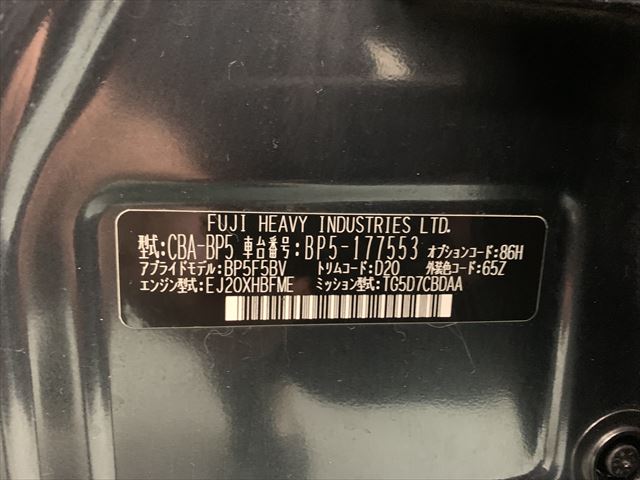 FUJI HEAVY INDUSTRIES LTD.
型式:CBA-BP5 車台番号:BP5-177553 オプションコード:86H
アプライドモデル:BP5F5BV トリムコード:D20 外装色コード:65Z
エンジン型式:EJ20XHBFME ミッション型式:TG5D7CBDAA